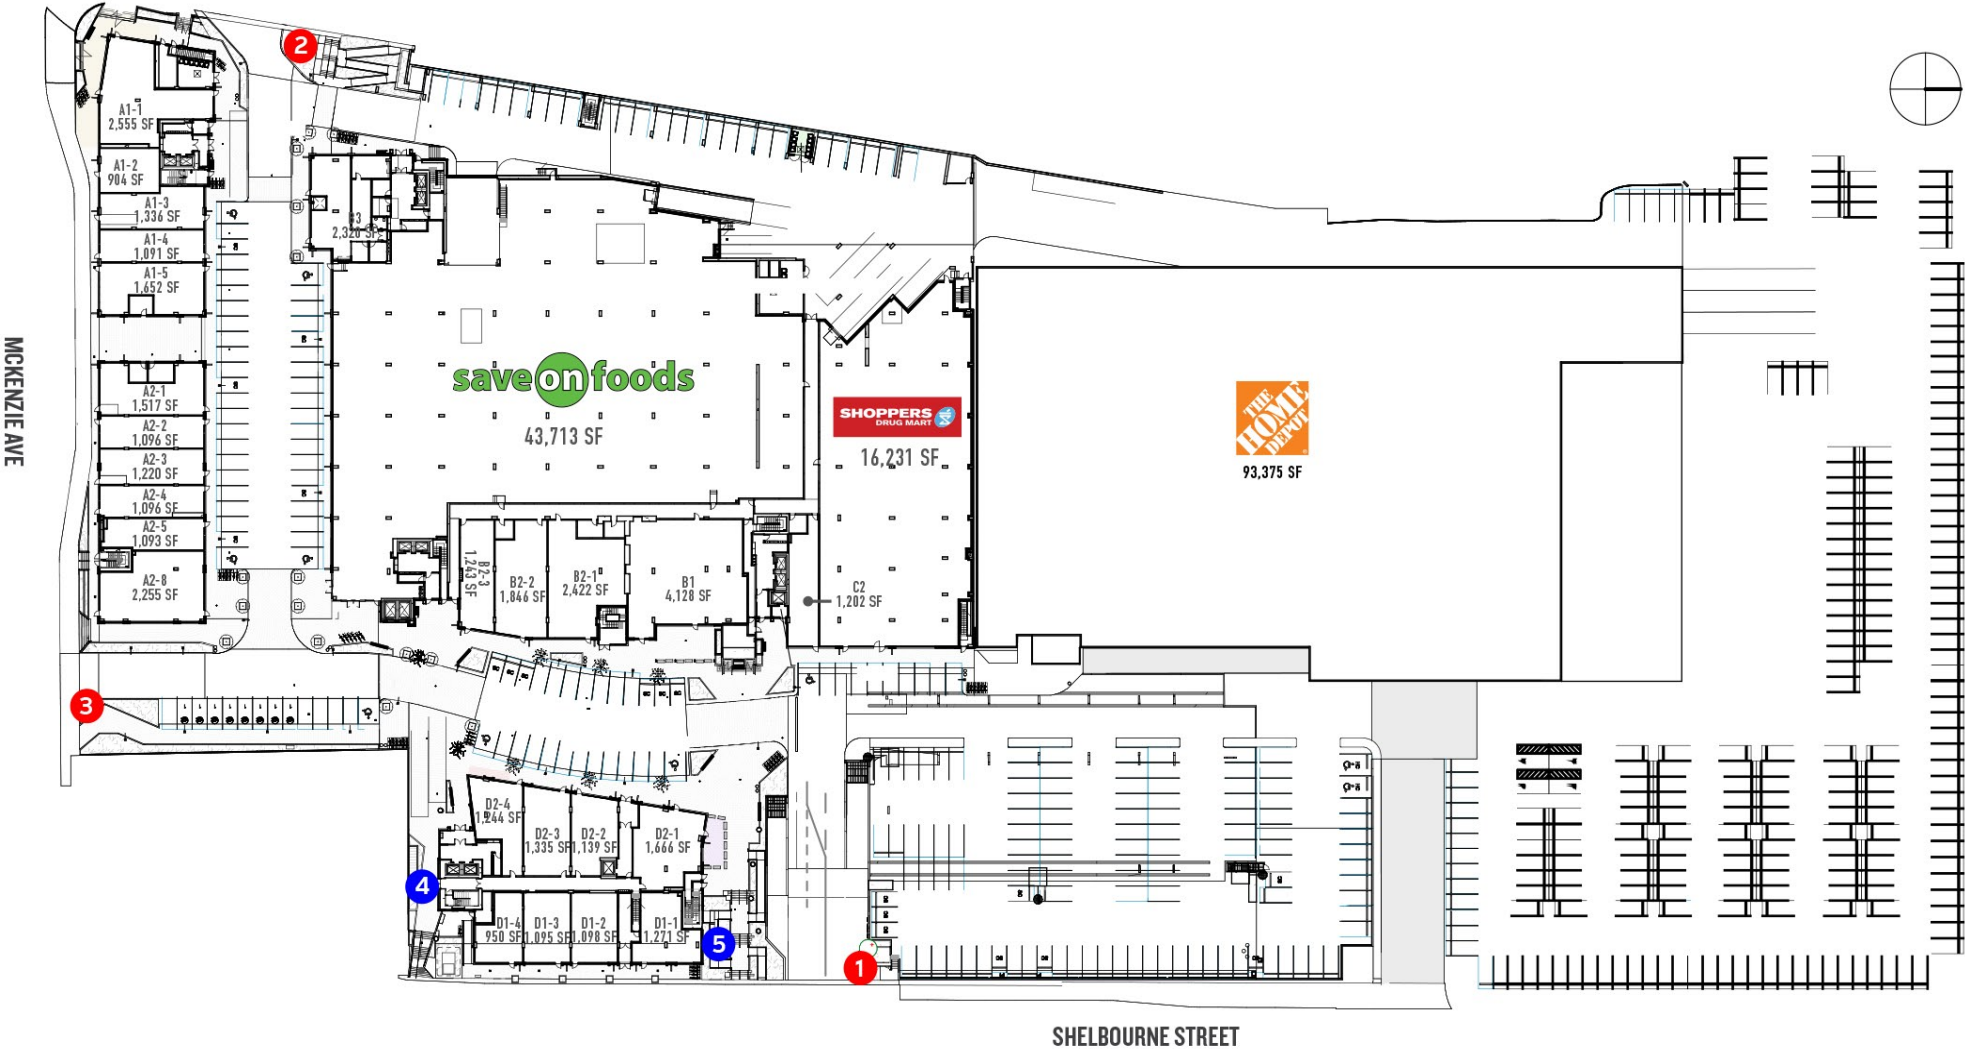 2
A1-1
2,555 SF
A1-2
904 SF
A1-3
1,336 SF
A1-4
1,091 SF
A1-5
1,652 SF
B3
2,320 SF
MCKENZIE AVE
A2-1
1,517 SF
A2-2
1,096 SF
A2-3
1,220 SF
A2-4
1,096 SF
A2-5
1,093 SF
A2-8
2,255 SF
save on foods
43,713 SF
SHOPPERS
DRUG MART
16,231 SF
THE
HOME
DEPOT
93,375 SF
B2-3
1,243 SF
B2-2
1,846 SF
B2-1
2,422 SF
B1
4,128 SF
C2
1,202 SF
3
D2-4
1,244 SF
D2-3
1,335 SF
D2-2
1,139 SF
D2-1
1,666 SF
4
D1-4
950 SF
D1-3
1,095 SF
D1-2
1,098 SF
D1-1
1,271 SF
5
1
SHELBOURNE STREET